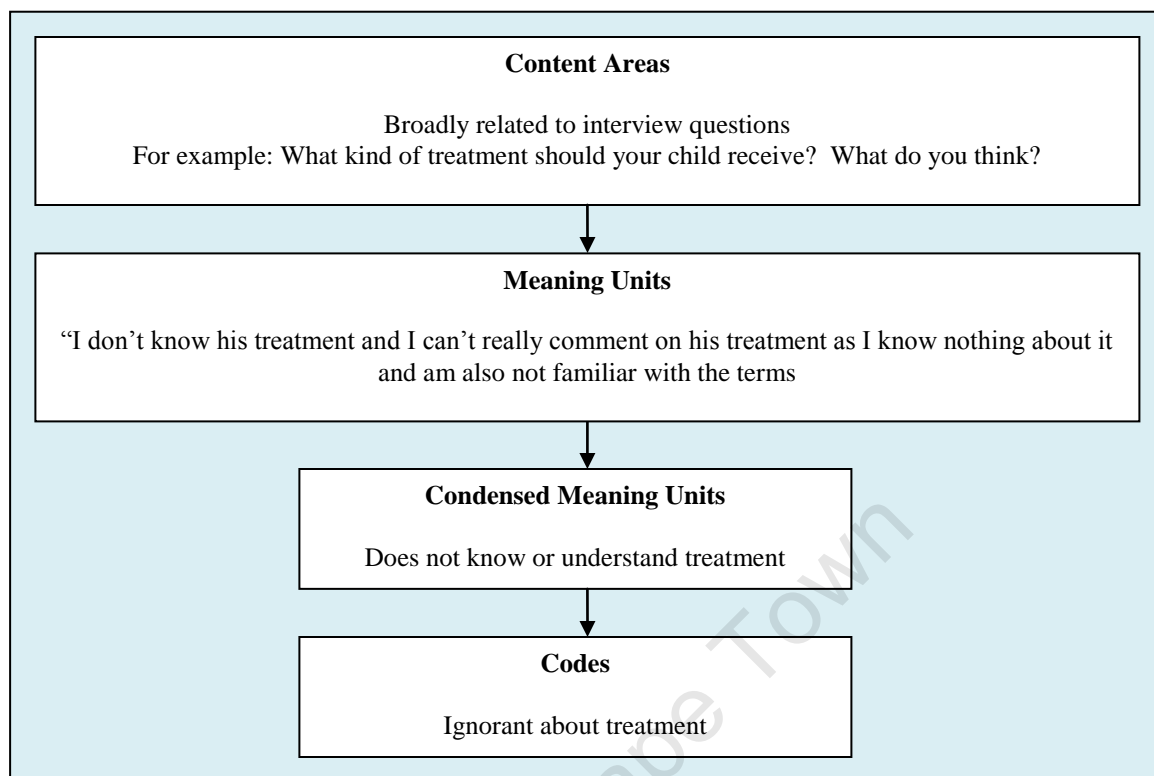 Content Areas
Broadly related to interview questions
For example: What kind of treatment should your child receive?  What do you think?
Meaning Units
“I don’t know his treatment and I can’t really comment on his treatment as I know nothing about it
and am also not familiar with the terms
Condensed Meaning Units
Does not know or understand treatment
Codes
Ignorant about treatment
ape Town